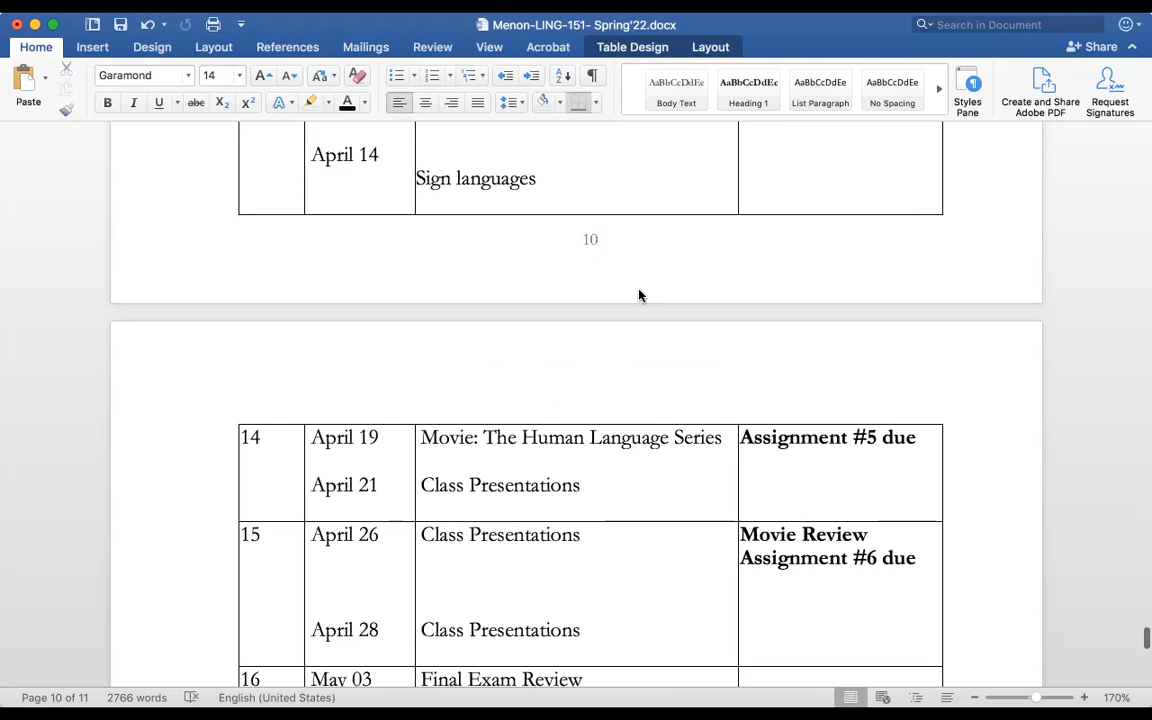 Menon-LING-151- Spring'22.docx
Search in Document
Home Insert Design Layout References Mailings Review View Acrobat Table Design Layout
Share
Garamond 14
Paste
AaBbCcDdEe AaBbCcDdEe AaBbCcDdEe AaBbCcDdEe
Body Text Heading 1 List Paragraph No Spacing
Styles Pane
Create and Share Adobe PDF
Request Signatures
April 14
Sign languages
10
14 April 19 Movie: The Human Language Series Assignment #5 due
April 21 Class Presentations
15 April 26 Class Presentations Movie Review
Assignment #6 due
April 28 Class Presentations
16 May 03 Final Exam Review
Page 10 of 11 2766 words English (United States) 170%